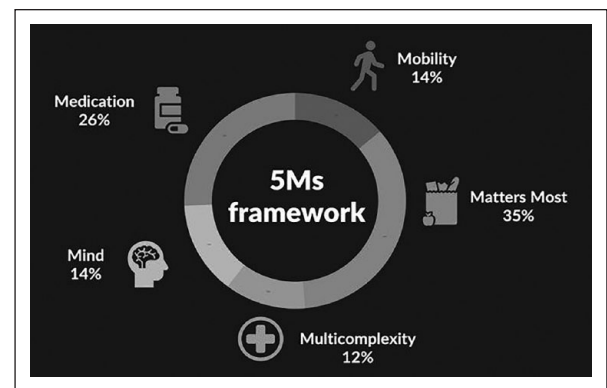 Mobility
14%
Medication
26%
5Ms
framework
Matters Most
35%
Mind
14%
Multicomplexity
12%